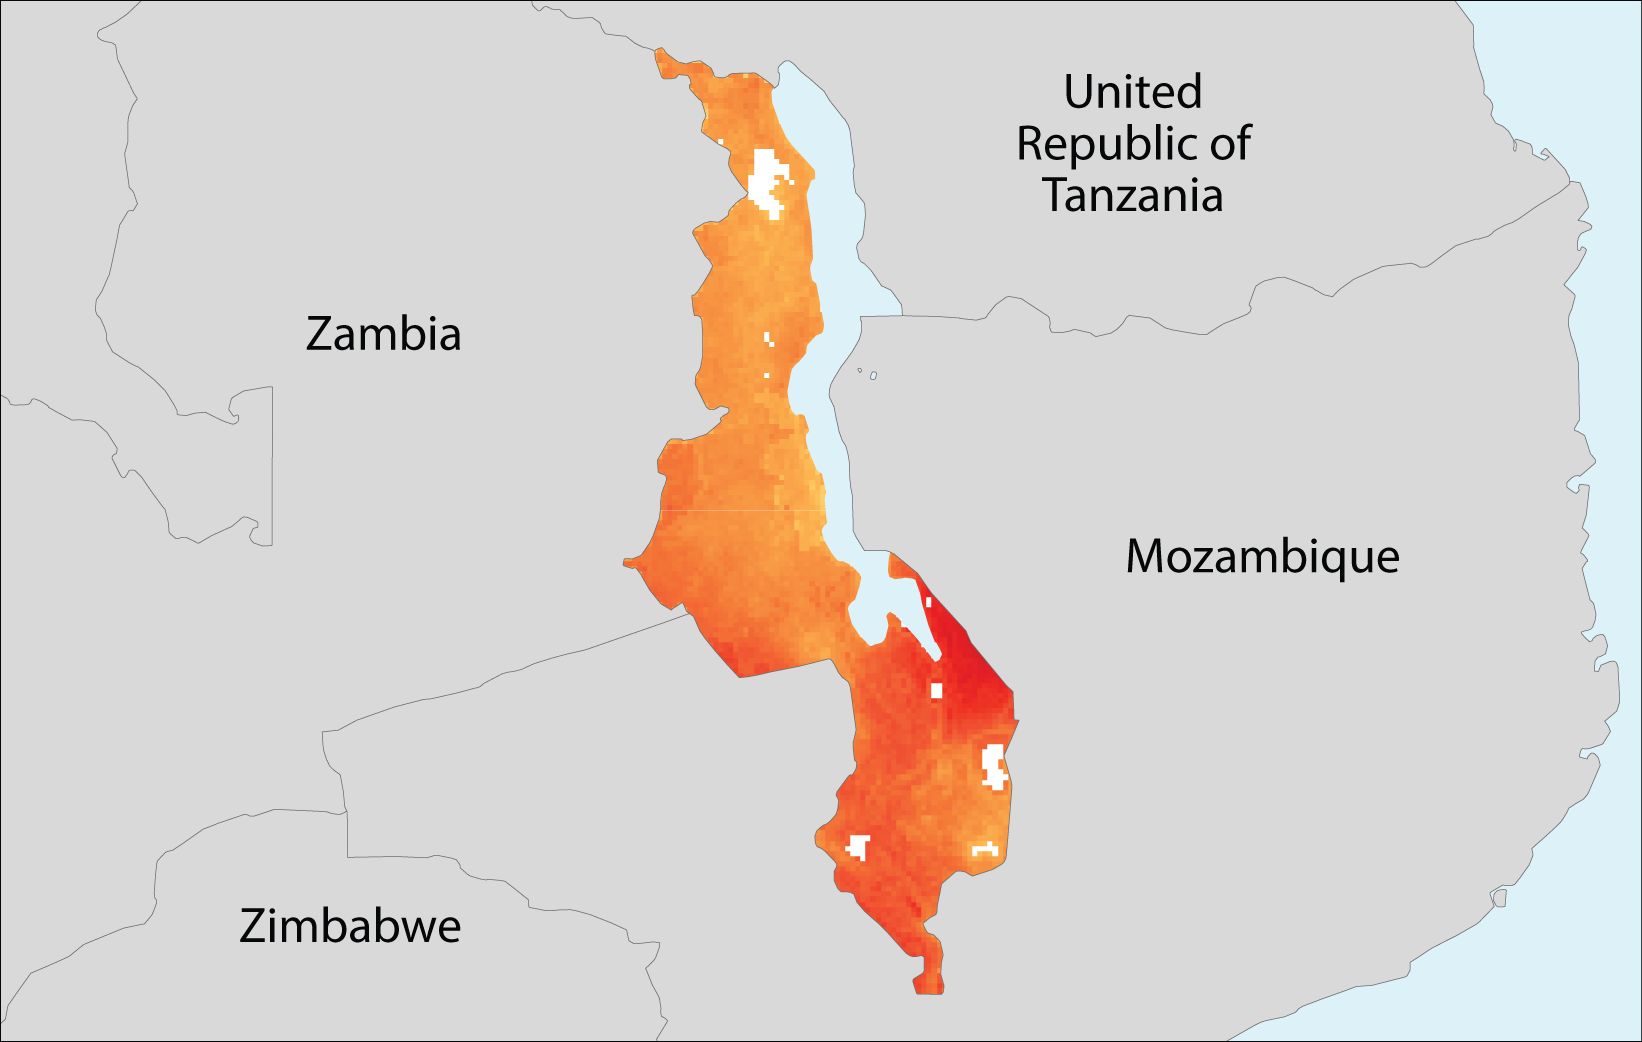 United
Republic of
Tanzania
Zambia
Mozambique
Zimbabwe